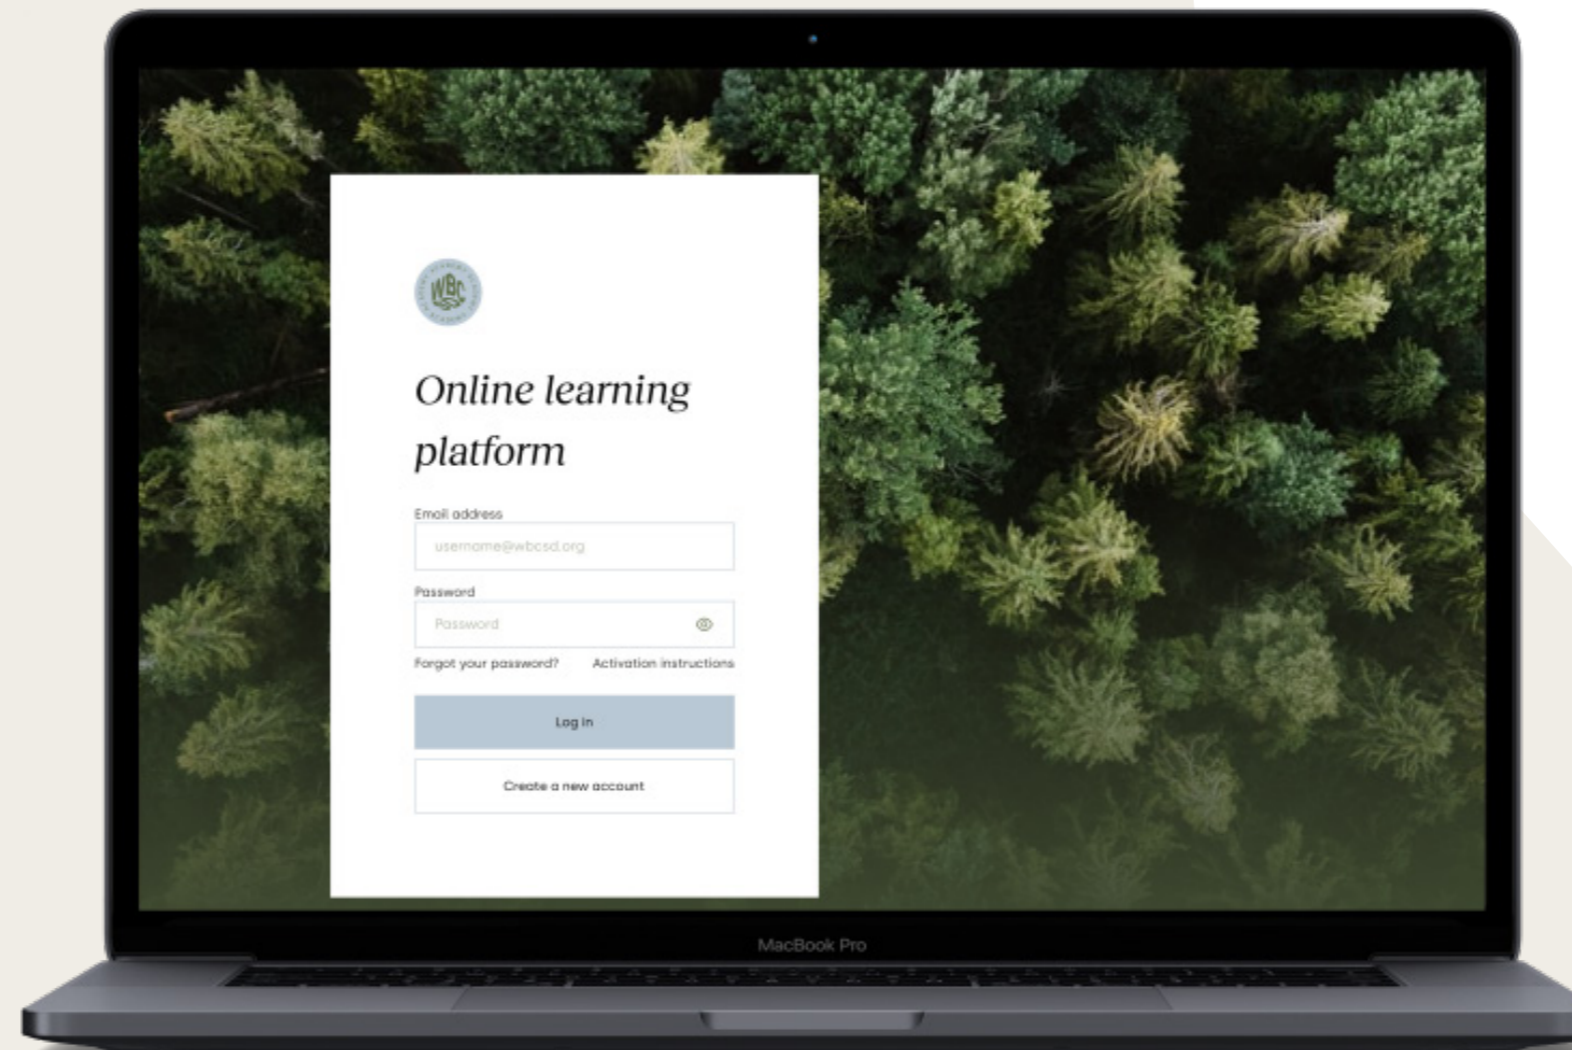 WBC
Online learning
platform
Email address
username@wbcsd.org
Password
Password
Forgot your password? Activation instructions
Log in
Create a new account
MacBook Pro